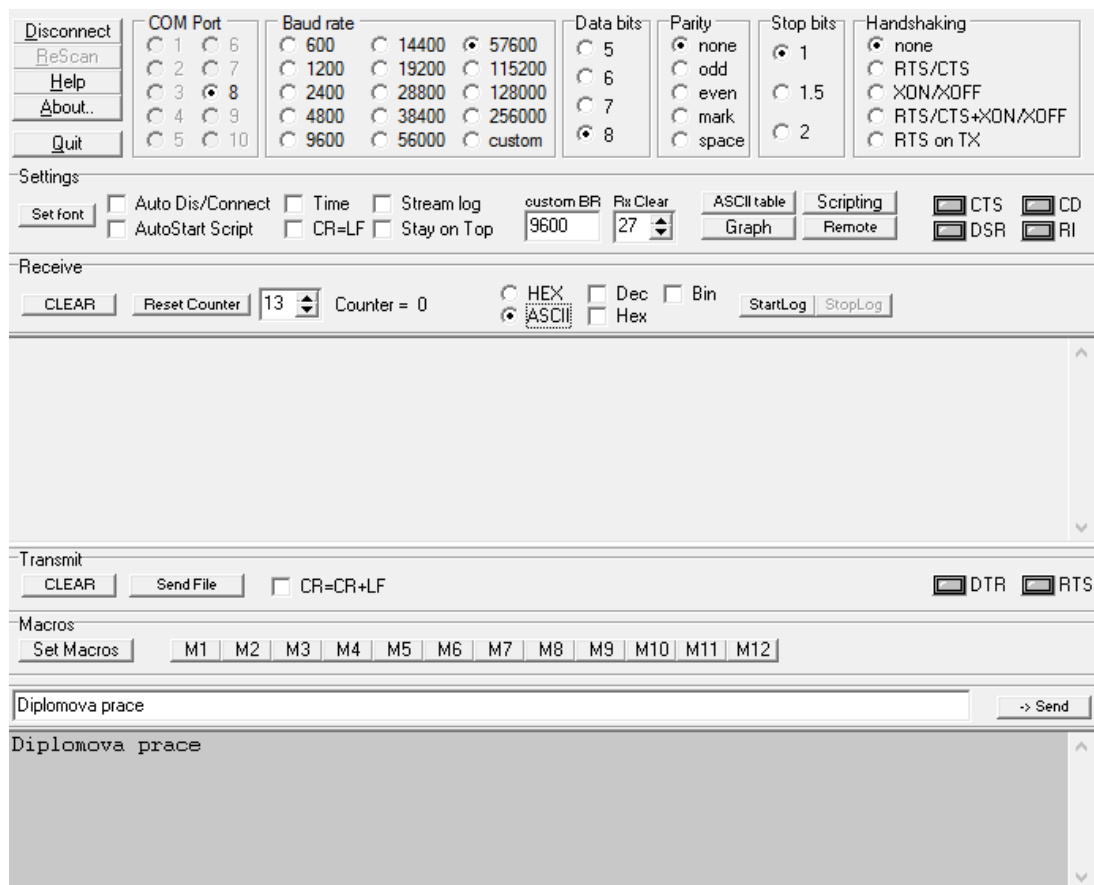 Disconnect
ReScan
Help
About..
Quit
COM Port
1 6
2 7
3 8
4 9
5 10
Baud rate
600 14400 57600
1200 19200 115200
2400 28800 128000
4800 38400 256000
9600 56000 custom
Data bits
5
6
7
8
Parity
none
odd
even
mark
space
Stop bits
1
1.5
2
Handshaking
none
RTS/CTS
XON/XOFF
RTS/CTS+XON/XOFF
RTS on TX
Settings
Set font
Auto Dis/Connect Time Stream log
AutoStart Script CR=LF Stay on Top
custom BR Rx Clear
9600 27
ASCII table Scripting
Graph Remote
CTS CD
DSR RI
Receive
CLEAR Reset Counter 13 Counter = 0
HEX Dec Bin
ASCII Hex
StartLog StopLog
Transmit
CLEAR Send File CR=CR+LF DTR RTS
Macros
Set Macros M1 M2 M3 M4 M5 M6 M7 M8 M9 M10 M11 M12
Diplomova prace -> Send
Diplomova prace